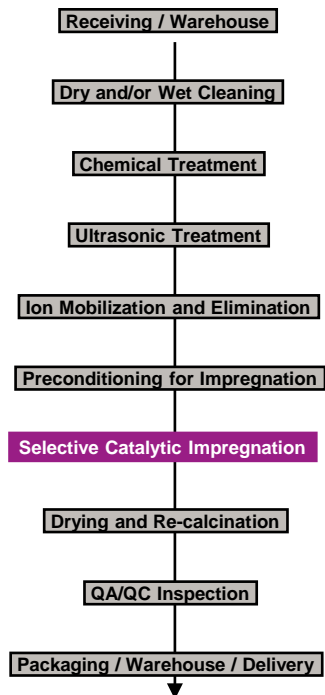 Receiving / Warehouse
Dry and/or Wet Cleaning
Chemical Treatment
Ultrasonic Treatment
Ion Mobilization and Elimination
Preconditioning for Impregnation
Selective Catalytic Impregnation
Drying and Re-calcination
QA/QC Inspection
Packaging / Warehouse / Delivery